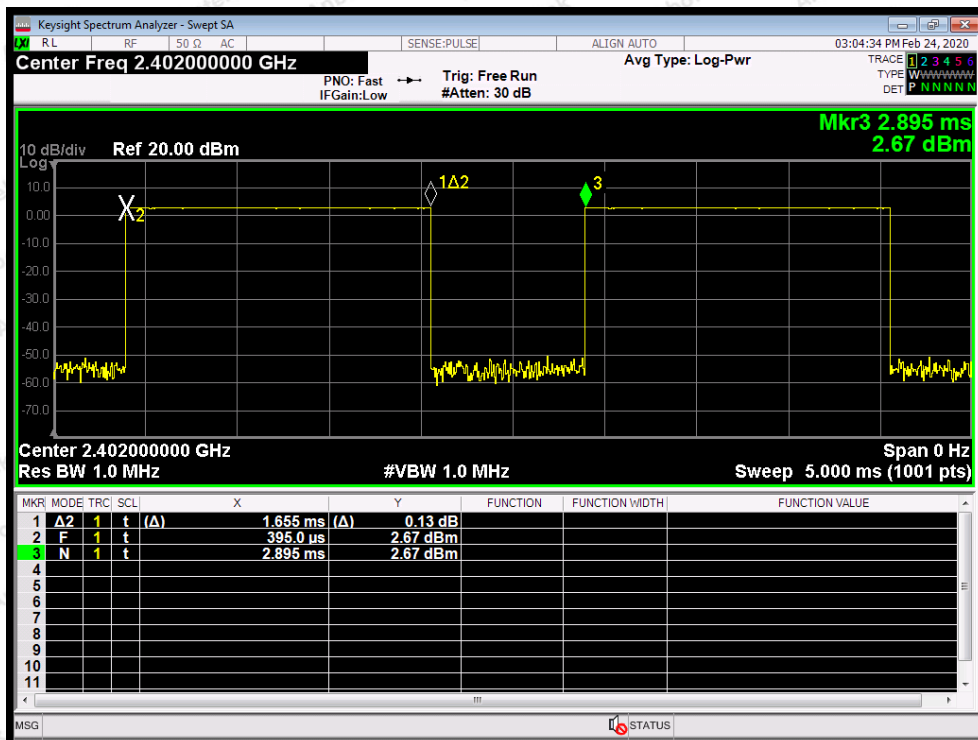 Keysight Spectrum Analyzer - Swept SA
LXI RL RF 50 Ω AC SENSE:PULSE ALIGN AUTO 03:04:34 PM Feb 24, 2020
Center Freq 2.402000000 GHz
PNO: Fast
IFGain:Low
Trig: Free Run
#Atten: 30 dB
Avg Type: Log-Pwr
TRACE 1 2 3 4 5 6
TYPE WWWWWW
DET P N N N N N
Mkr3 2.895 ms
2.67 dBm
10 dB/div Ref 20.00 dBm
Log
10.0
0.00
-10.0
-20.0
-30.0
-40.0
-50.0
-60.0
-70.0
2
1Δ2
3
Center 2.402000000 GHz Span 0 Hz
Res BW 1.0 MHz #VBW 1.0 MHz Sweep 5.000 ms (1001 pts)
MKR MODE TRC SCL X Y FUNCTION FUNCTION WIDTH FUNCTION VALUE
1 Δ2 1 t (Δ) 1.655 ms (Δ) 0.13 dB
2 F 1 t 395.0 µs 2.67 dBm
3 N 1 t 2.895 ms 2.67 dBm
4
5
6
7
8
9
10
11
MSG STATUS